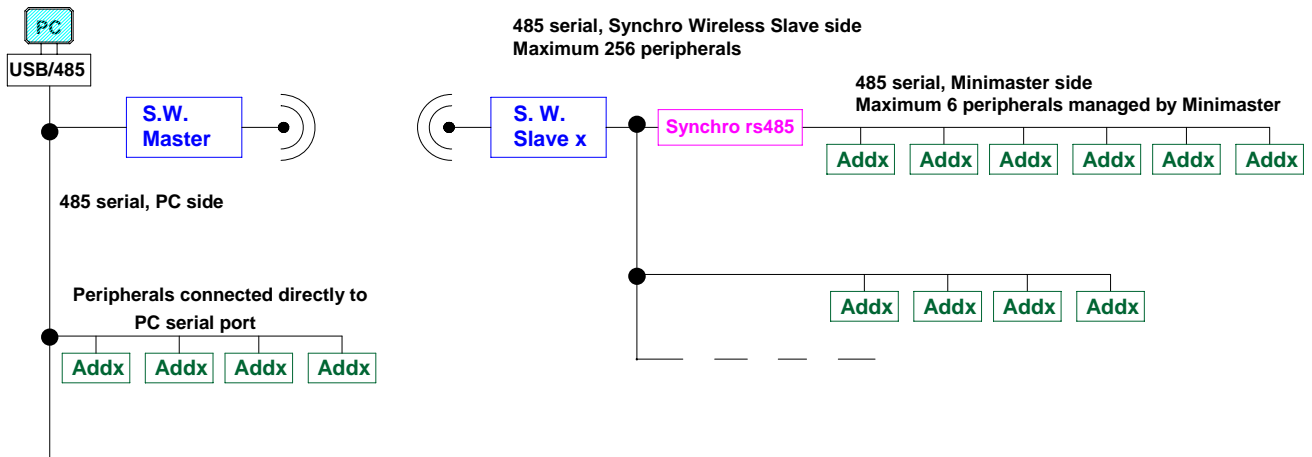 PC
USB/485
S.W.
Master
485 serial, PC side
Peripherals connected directly to
PC serial port
Addx Addx Addx Addx
485 serial, Synchro Wireless Slave side
Maximum 256 peripherals
S. W.
Slave x
Synchro rs485
485 serial, Minimaster side
Maximum 6 peripherals managed by Minimaster
Addx Addx Addx Addx Addx Addx
Addx Addx Addx Addx